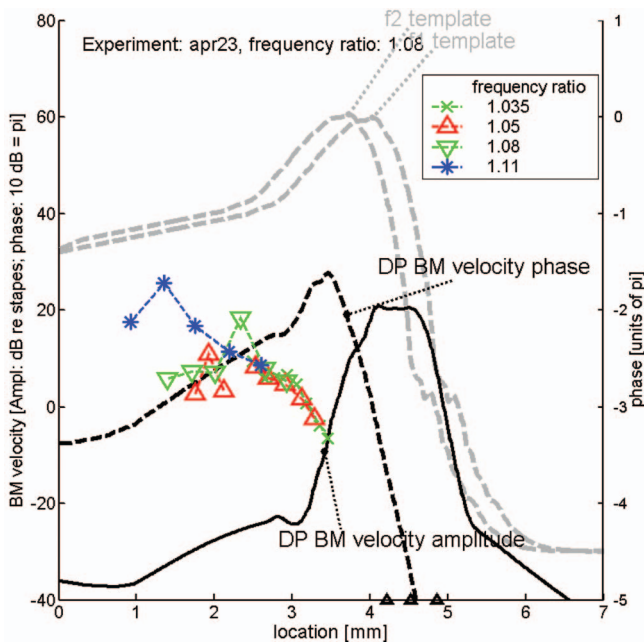 f2 template
f1 template
Experiment: apr23, frequency ratio: 1.08
frequency ratio
1.035
1.05
1.08
1.11
DP BM velocity phase
DP BM velocity amplitude
BM velocity [Ampl: dB re stapes; phase: 10 dB = pi]
80
60
40
20
0
-20
-40
phase [units of pi]
1
0
-1
-2
-3
-4
-5
0 1 2 3 4 5 6 7
location [mm]